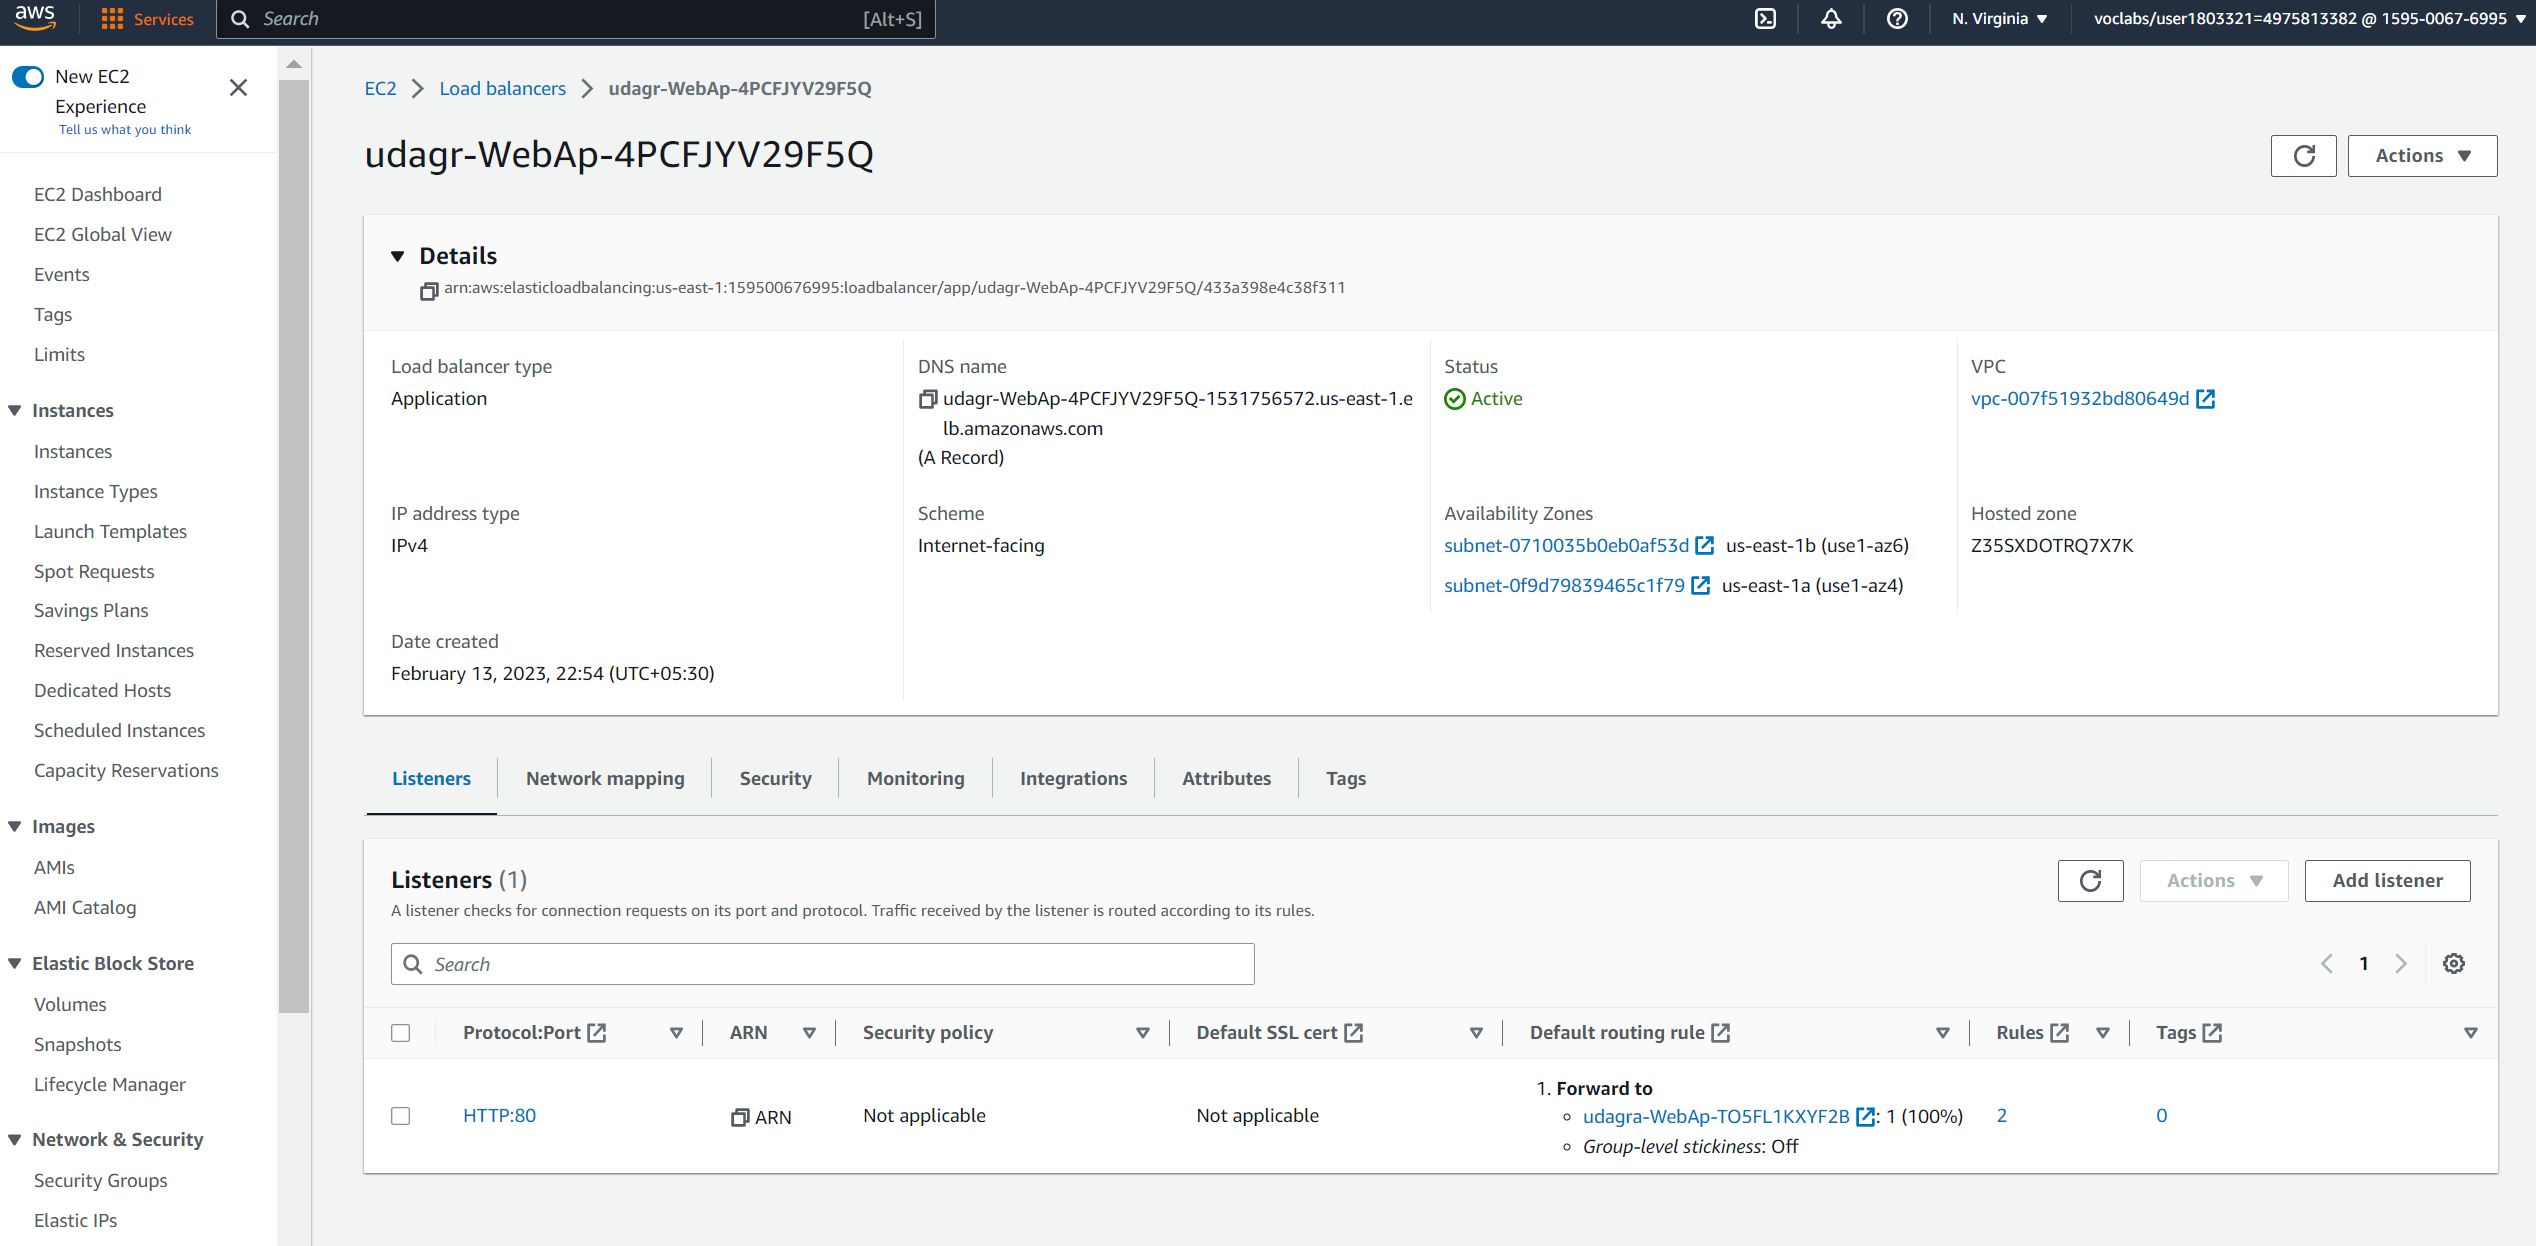 aws
Services
Search
[Alt+S]
N. Virginia
voclabs/user1803321=4975813382 @ 1595-0067-6995
New EC2
Experience
Tell us what you think
EC2 Dashboard
EC2 Global View
Events
Tags
Limits
Instances
Instances
Instance Types
Launch Templates
Spot Requests
Savings Plans
Reserved Instances
Dedicated Hosts
Scheduled Instances
Capacity Reservations
Images
AMIs
AMI Catalog
Elastic Block Store
Volumes
Snapshots
Lifecycle Manager
Network & Security
Security Groups
Elastic IPs
EC2 > Load balancers > udagr-WebAp-4PCFJYV29F5Q
udagr-WebAp-4PCFJYV29F5Q
Actions
Details
arn:aws:elasticloadbalancing:us-east-1:159500676995:loadbalancer/app/udagr-WebAp-4PCFJYV29F5Q/433a398e4c38f311
Load balancer type
Application
DNS name
udagr-WebAp-4PCFJYV29F5Q-1531756572.us-east-1.e
lb.amazonaws.com
(A Record)
Status
Active
VPC
vpc-007f51932bd80649d
IP address type
IPv4
Scheme
Internet-facing
Availability Zones
subnet-0710035b0eb0af53d us-east-1b (use1-az6)
subnet-0f9d79839465c1f79 us-east-1a (use1-az4)
Hosted zone
Z35SXDOTRQ7X7K
Date created
February 13, 2023, 22:54 (UTC+05:30)
Listeners
Network mapping
Security
Monitoring
Integrations
Attributes
Tags
Listeners (1)
A listener checks for connection requests on its port and protocol. Traffic received by the listener is routed according to its rules.
Actions
Add listener
Search
1
Protocol:Port
ARN
Security policy
Default SSL cert
Default routing rule
Rules
Tags
HTTP:80
ARN
Not applicable
Not applicable
1. Forward to
udagra-WebAp-TO5FL1KXYF2B : 1 (100%)
Group-level stickiness: Off
2
0